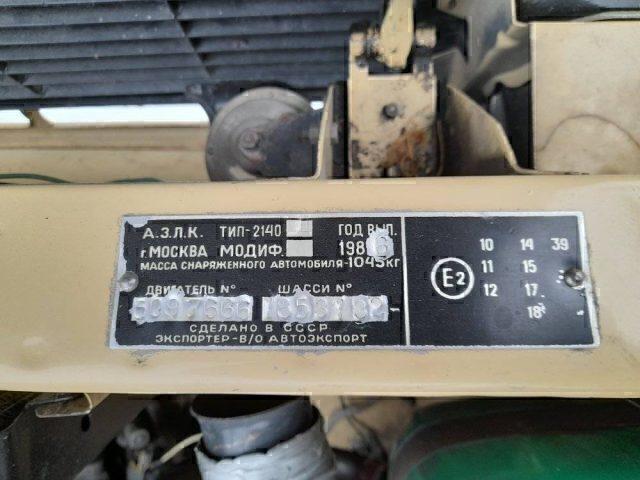 А.З.Л.К. ТИП-2140 ГОД ВЫП.
г.МОСКВА МОДИФ. 198
МАССА СНАРЯЖЕННОГО АВТОМОБИЛЯ-1045кг
ДВИГАТЕЛЬ № ШАССИ №
СДЕЛАНО В СССР
ЭКСПОРТЕР-В/О АВТОЭКСПОРТ
E2
10 14 39
11 15
12 17
18